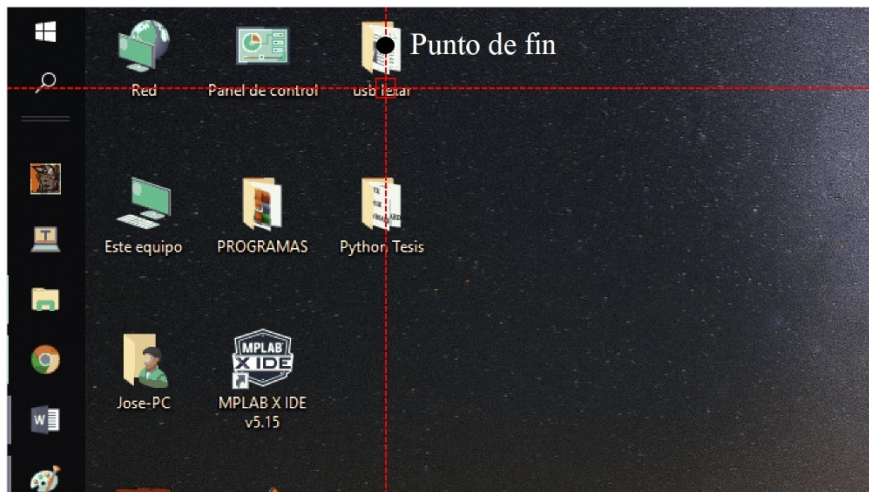 Punto de fin
Red
Panel de control
usb lexar
Este equipo
PROGRAMAS
Python Tesis
MPLAB
X IDE
Jose-PC
MPLAB X IDE
v5.15